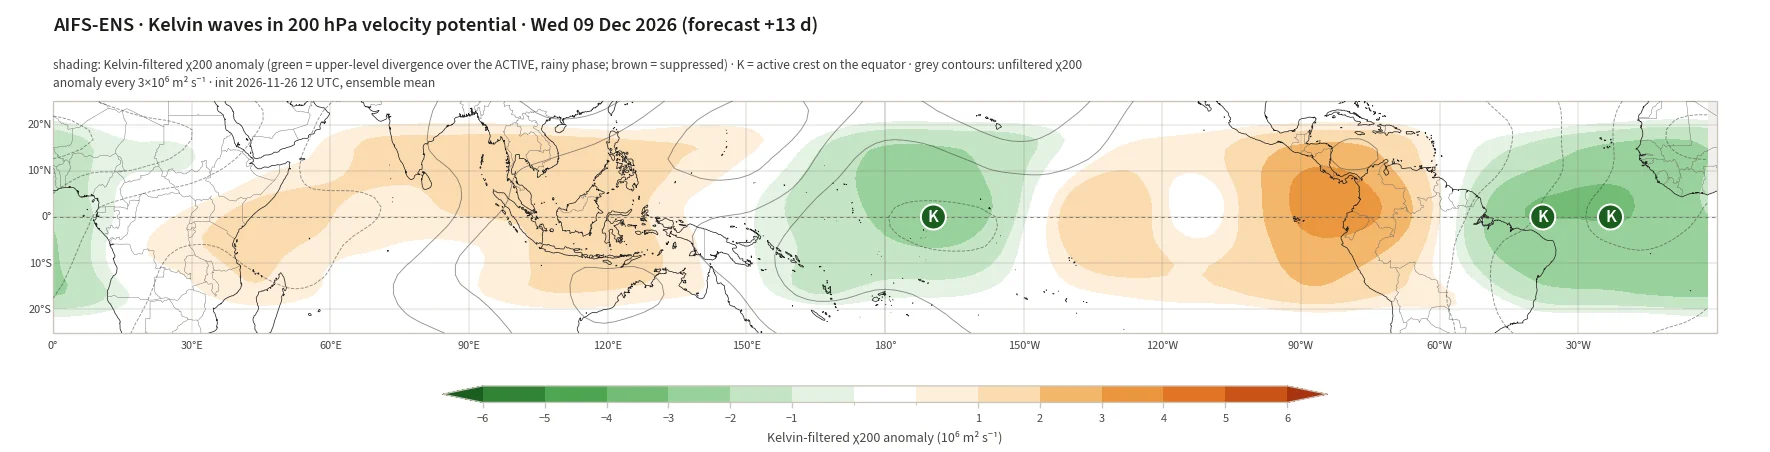 AIFS-ENS · Kelvin waves in 200 hPa velocity potential · Wed 09 Dec 2026 (forecast +13 d)
shading: Kelvin-filtered χ200 anomaly (green = upper-level divergence over the ACTIVE, rainy phase; brown = suppressed) · K = active crest on the equator · grey contours: unfiltered χ200
anomaly every 3×10⁶ m² s⁻¹ · init 2026-11-26 12 UTC, ensemble mean
20°N
10°N
0°
10°S
20°S
K K K
0° 30°E 60°E 90°E 120°E 150°E 180° 150°W 120°W 90°W 60°W 30°W
−6 −5 −4 −3 −2 −1 1 2 3 4 5 6
Kelvin-filtered χ200 anomaly (10⁶ m² s⁻¹)